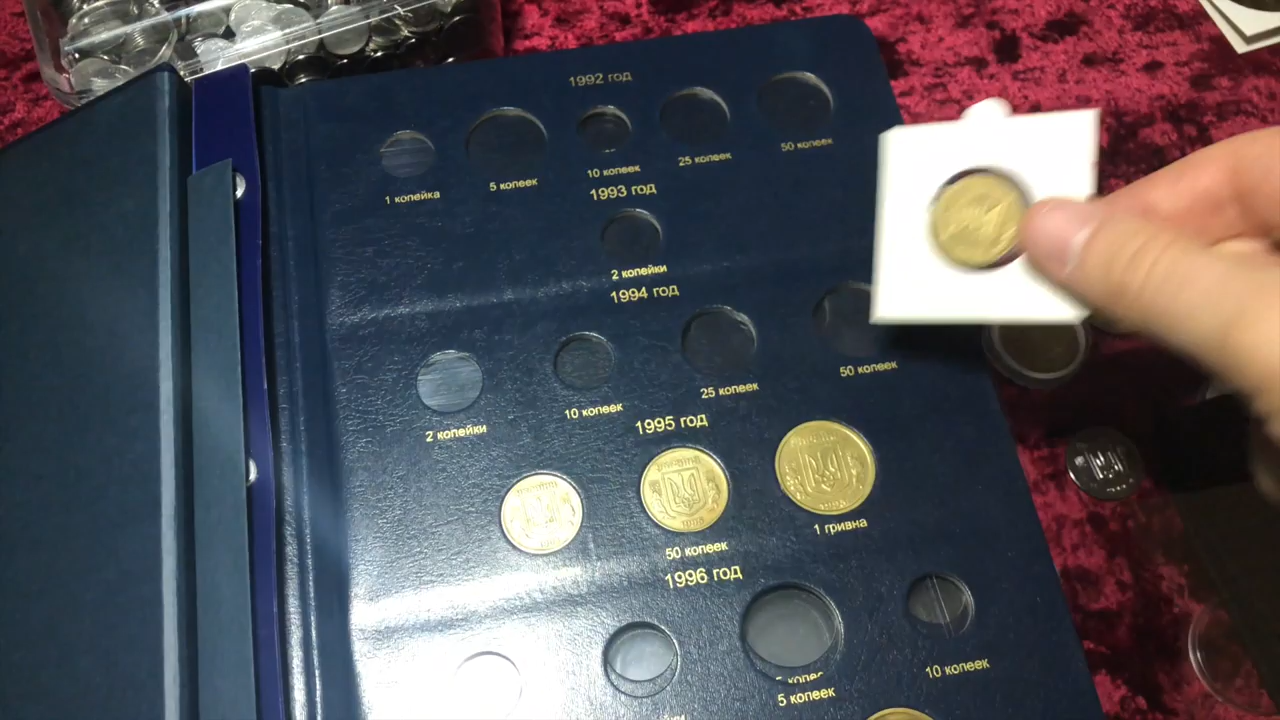 1992 год
1 копейка
5 копеек
10 копеек
25 копеек
50 копеек
1993 год
2 копейки
1994 год
2 копейки
10 копеек
25 копеек
50 копеек
1995 год
50 копеек
1 гривна
1996 год
5 копеек
10 копеек